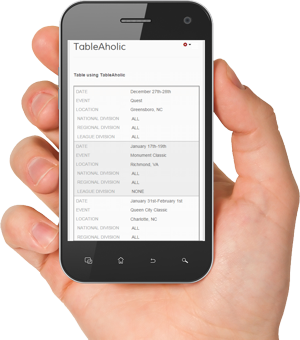 TableAholic
Table using TableAholic
DATE December 27th-28th
EVENT Quest
LOCATION Greensboro, NC
NATIONAL DIVISION ALL
REGIONAL DIVISION ALL
LEAGUE DIVISION ALL
DATE January 17th-19th
EVENT Monument Classic
LOCATION Richmond, VA
NATIONAL DIVISION ALL
REGIONAL DIVISION ALL
LEAGUE DIVISION NONE
DATE January 31st-February 1st
EVENT Queen City Classic
LOCATION Charlotte, NC
NATIONAL DIVISION ALL
REGIONAL DIVISION ALL